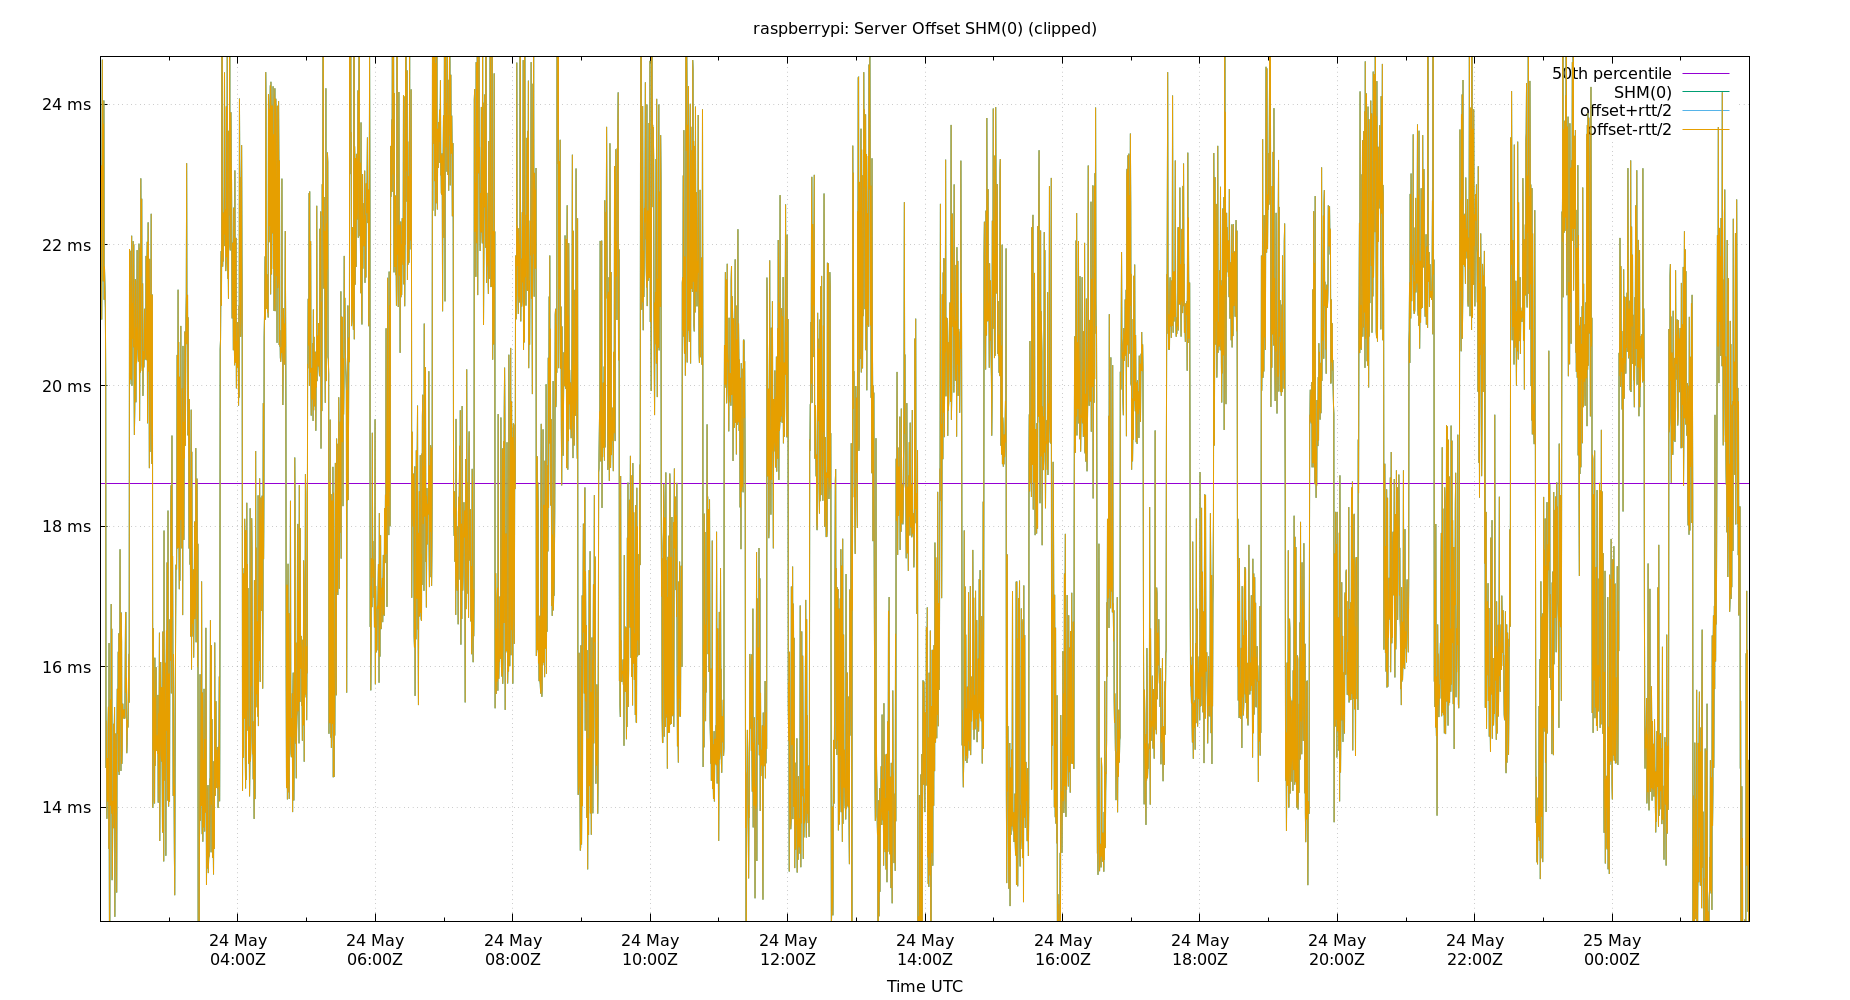 raspberrypi: Server Offset SHM(0) (clipped)
50th percentile
SHM(0)
offset+rtt/2
offset-rtt/2
24 ms
22 ms
20 ms
18 ms
16 ms
14 ms
24 May 24 May 24 May 24 May 24 May 24 May 24 May 24 May 24 May 24 May 25 May
04:00Z 06:00Z 08:00Z 10:00Z 12:00Z 14:00Z 16:00Z 18:00Z 20:00Z 22:00Z 00:00Z
Time UTC